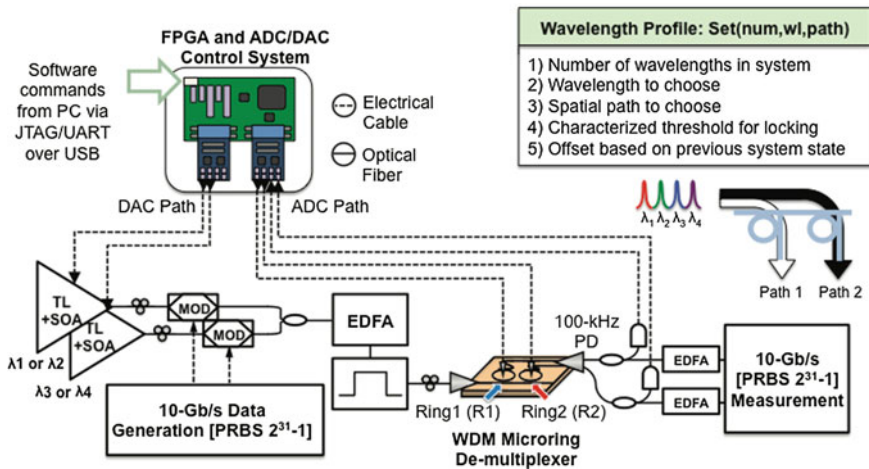 FPGA and ADC/DAC
Control System
Software
commands
from PC via
JTAG/UART
over USB
Electrical
Cable
Optical
Fiber
DAC Path
ADC Path
Wavelength Profile: Set(num,wl,path)
1) Number of wavelengths in system
2) Wavelength to choose
3) Spatial path to choose
4) Characterized threshold for locking
5) Offset based on previous system state
λ1 λ2 λ3 λ4
Path 1
Path 2
TL
+SOA
TL
+SOA
λ1 or λ2
λ3 or λ4
MOD
MOD
EDFA
10-Gb/s Data
Generation [PRBS 2³¹-1]
100-kHz
PD
Ring1 (R1)
Ring2 (R2)
WDM Microring
De-multiplexer
EDFA
EDFA
10-Gb/s
[PRBS 2³¹-1]
Measurement